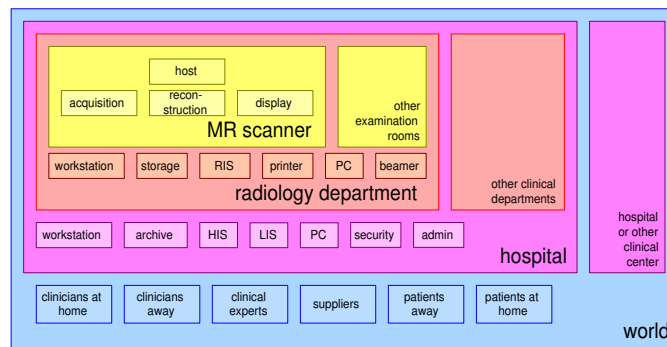 host
acquisition
recon-
struction
display
MR scanner
other
examination
rooms
workstation
storage
RIS
printer
PC
beamer
radiology department
other clinical
departments
workstation
archive
HIS
LIS
PC
security
admin
hospital
hospital
or other
clinical
center
clinicians at
home
clinicians
away
clinical
experts
suppliers
patients
away
patients at
home
world